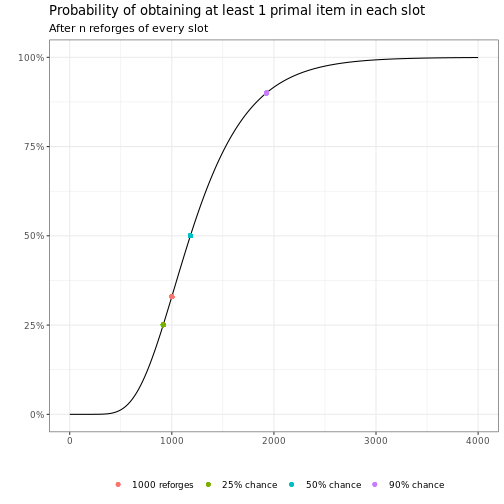 Probability of obtaining at least 1 primal item in each slot
After n reforges of every slot
100%
75%
50%
25%
0%
0 1000 2000 3000 4000
1000 reforges 25% chance 50% chance 90% chance